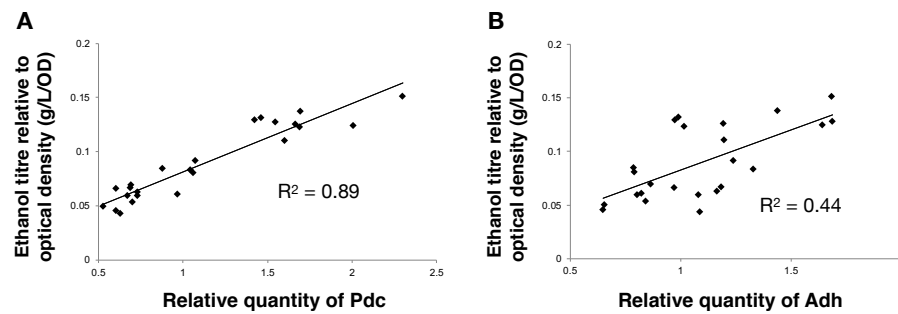 A
Ethanol titre relative to
optical density (g/L/OD)
0.2
0.15
0.1
0.05
0
R² = 0.89
0.5 1 1.5 2 2.5
Relative quantity of Pdc
B
Ethanol titre relative to
optical density (g/L/OD)
0.2
0.15
0.1
0.05
0
R² = 0.44
0.5 1 1.5
Relative quantity of Adh